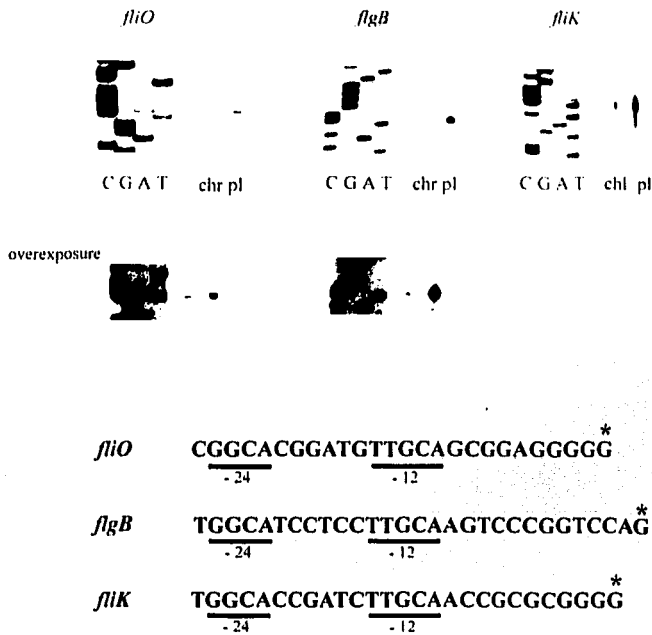 fliO flgB fliK
C G A T chr pl C G A T chr pl C G A T chl pl
overexposure
*
fliO CGGCACGGATGTTGCAGCGGAGGGGG
- 24 - 12
*
flgB TGGCATCCTCCTTGCAAGTCCCGGTCCAG
- 24 - 12
*
fliK TGGCACCGATCTTGCAACCGCGCGGGG
- 24 - 12